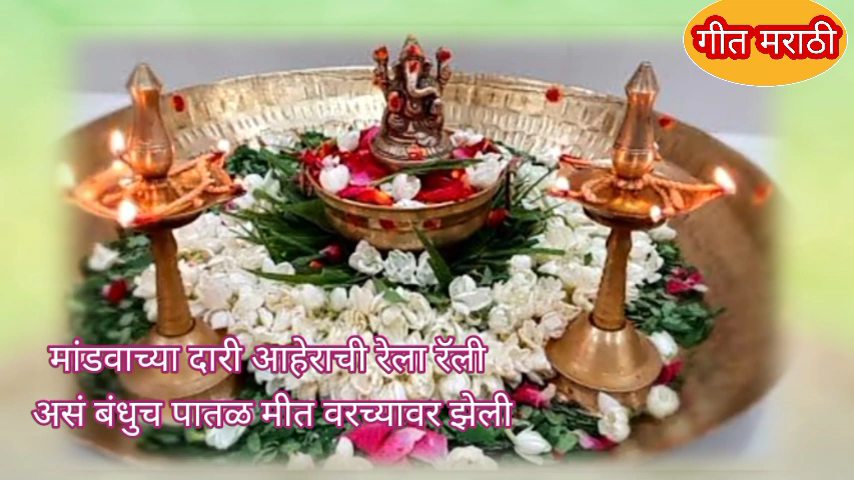 गीत मराठी
मांडवाच्या दारी आहेराची रेला रॅली
असं बंधुच पातळ मीत वरच्यावर झेली